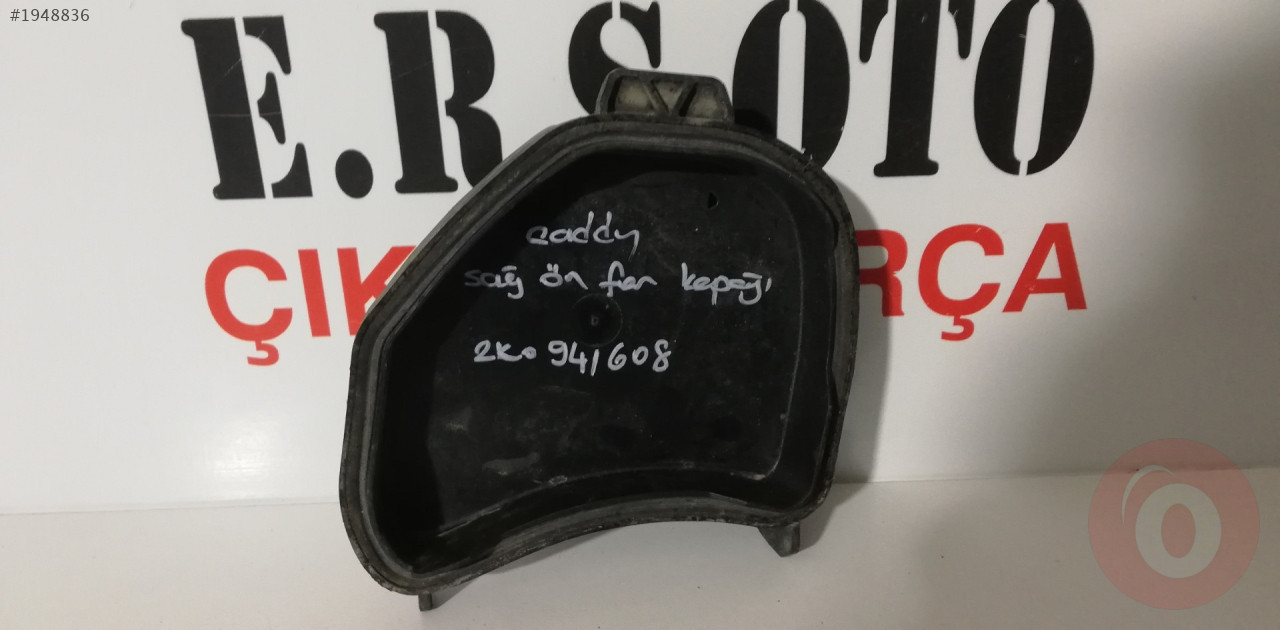 #1948836
E.R.S OTO
ÇIK RÇA
caddy
sağ ön far kapağı
2K0 941608